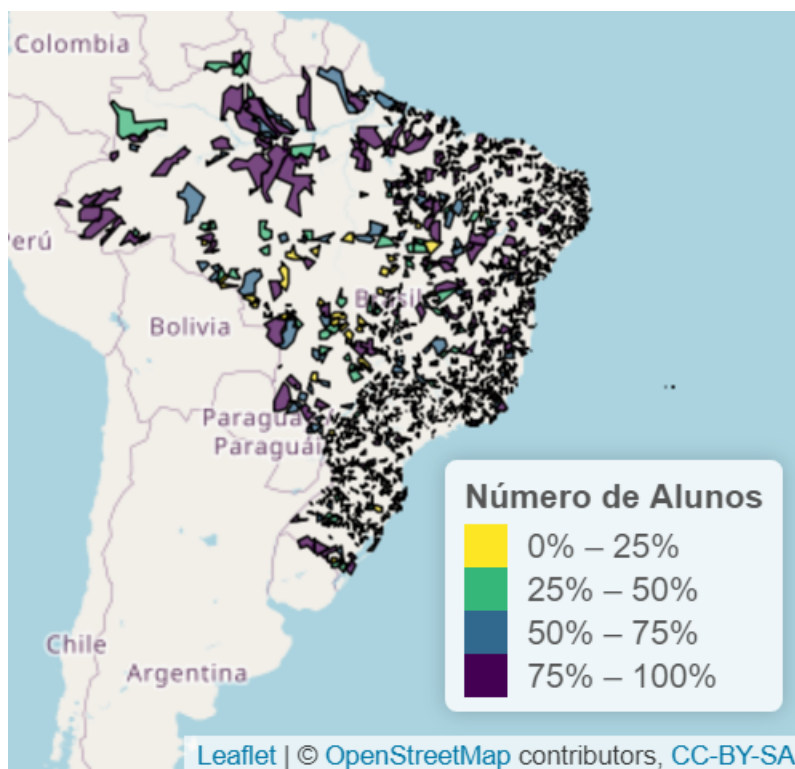 Colombia
Perú
Brasil
Bolivia
Paraguay
Paraguái
Número de Alunos
0% – 25%
25% – 50%
50% – 75%
75% – 100%
Chile
Argentina
Leaflet | © OpenStreetMap contributors, CC-BY-SA